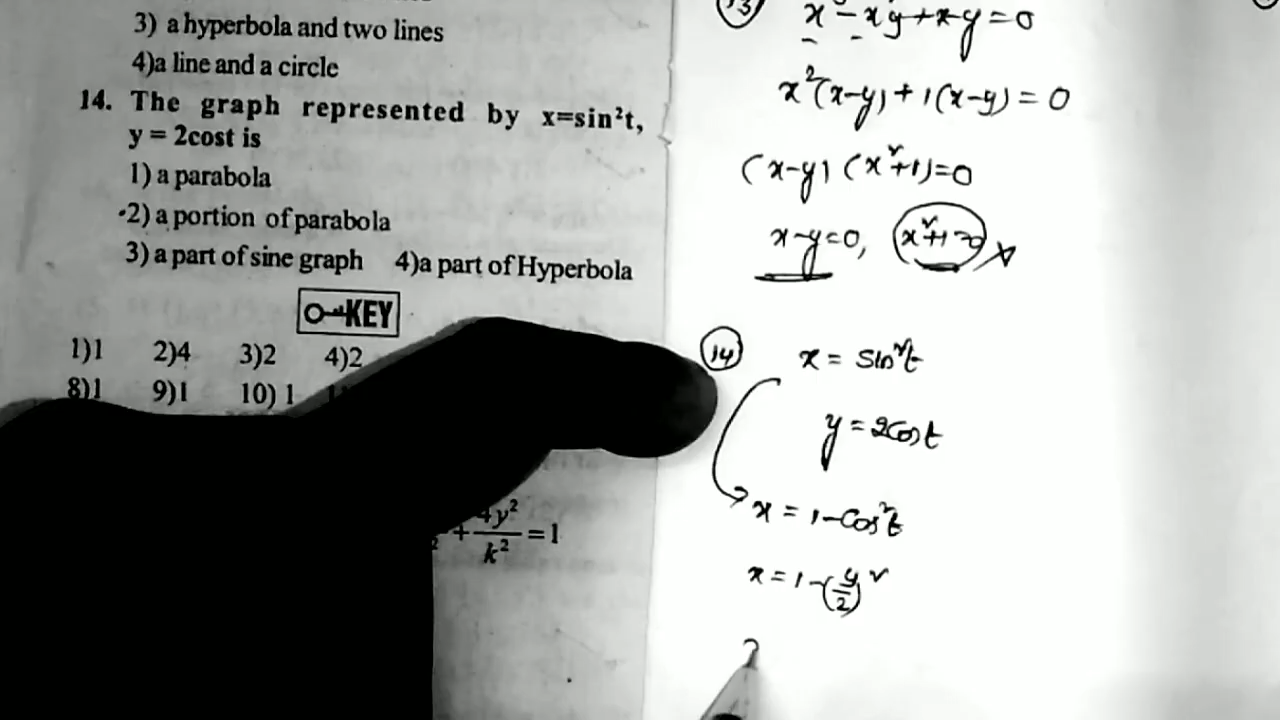 3) a hyperbola and two lines
4)a line and a circle
14. The graph represented by x=sin²t,
y = 2cost is
1) a parabola
2) a portion of parabola
3) a part of sine graph 4)a part of Hyperbola
KEY
1)1 2)4 3)2 4)2
8)1 9)1 10) 1
+ 4y²/k² = 1
x²(x-y) + 1(x-y) = 0
(x-y) (x²+1)=0
x-y=0, x²+1=0
14 x = Sin²t
y = 2Cost
x = 1-Cos²t
x = 1-(y/2)²